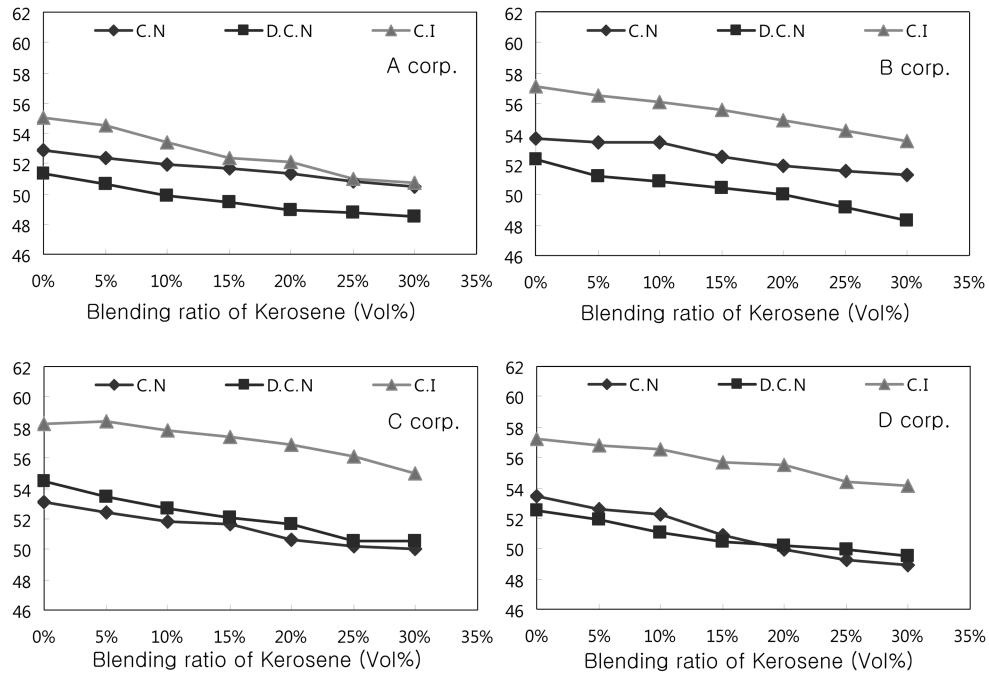 62
60
58
56
54
52
50
48
46
C.N D.C.N C.I
A corp.
0% 5% 10% 15% 20% 25% 30% 35%
Blending ratio of Kerosene (Vol%)
62
60
58
56
54
52
50
48
46
C.N D.C.N C.I
B corp.
0% 5% 10% 15% 20% 25% 30% 35%
Blending ratio of Kerosene (Vol%)
62
60
58
56
54
52
50
48
46
C.N D.C.N C.I
C corp.
0% 5% 10% 15% 20% 25% 30% 35%
Blending ratio of Kerosene (Vol%)
62
60
58
56
54
52
50
48
46
C.N D.C.N C.I
D corp.
0% 5% 10% 15% 20% 25% 30% 35%
Blending ratio of Kerosene (Vol%)